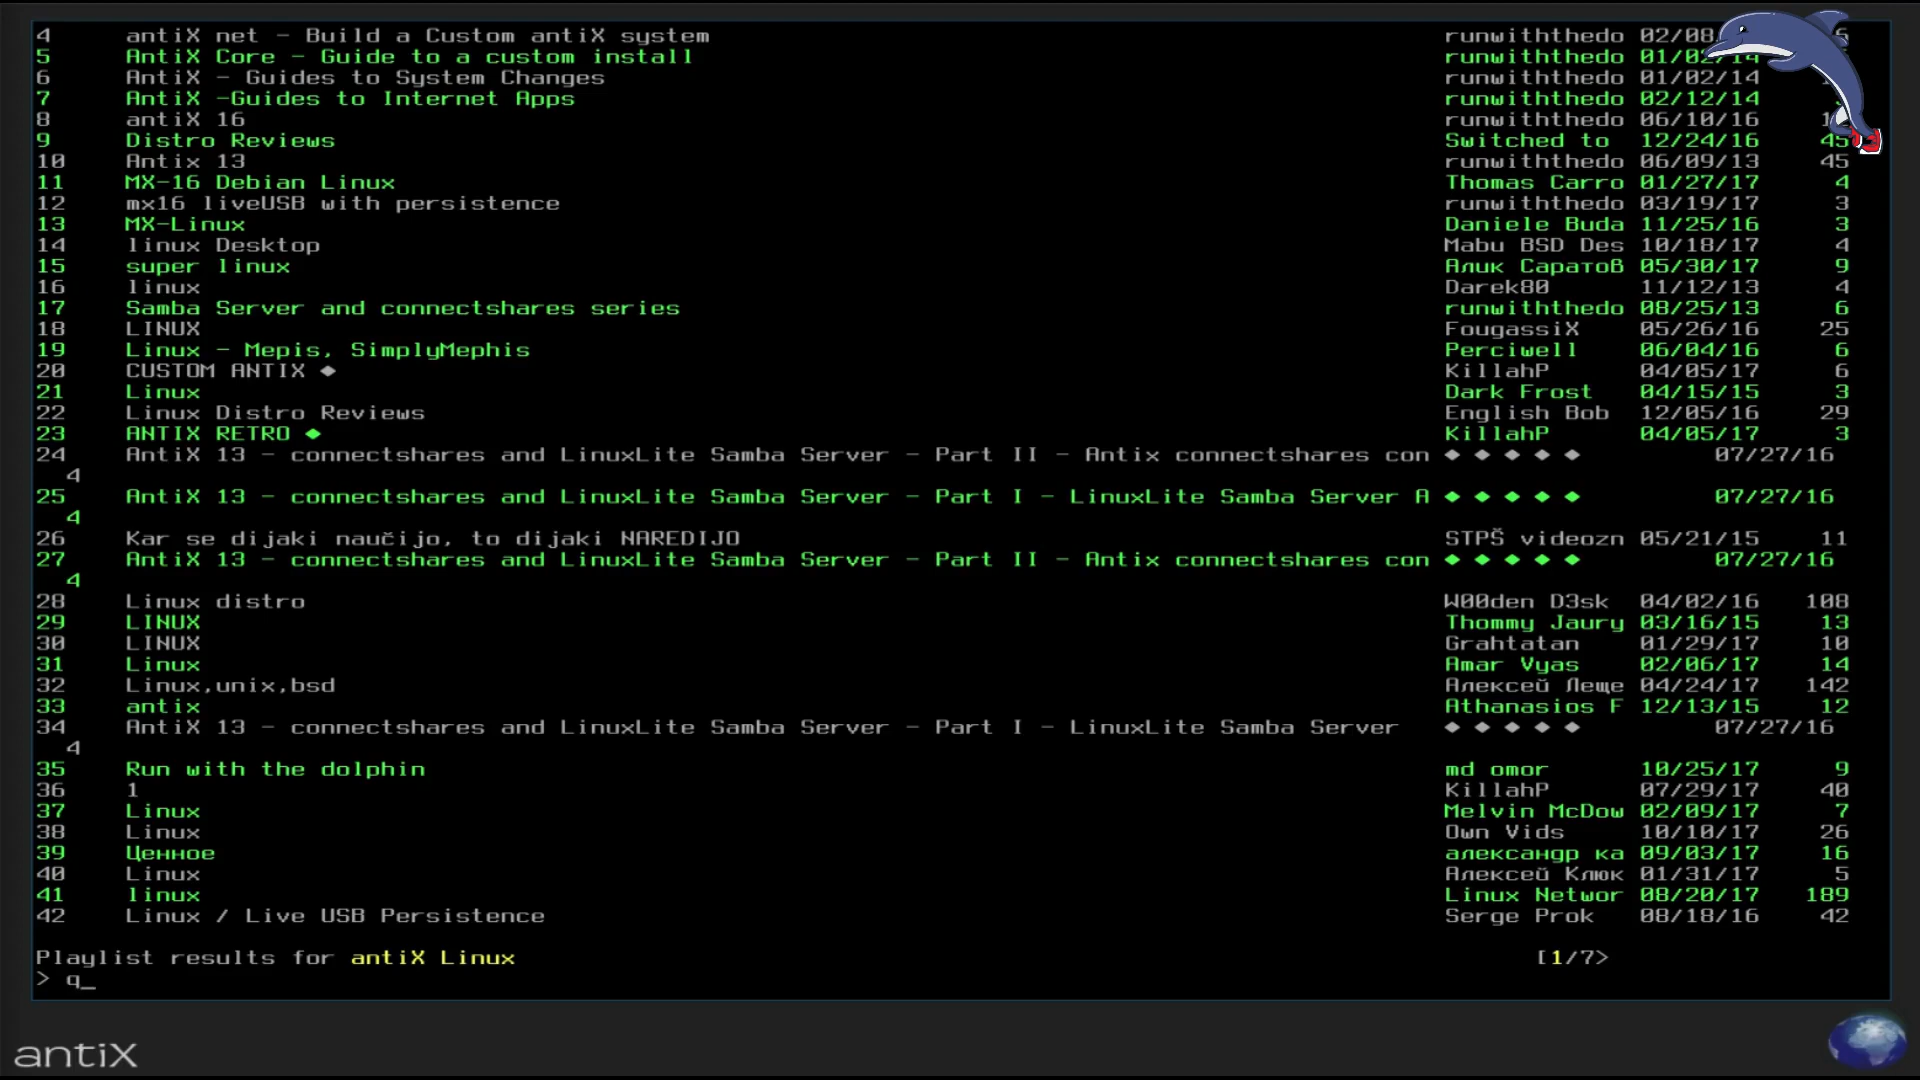 4 antiX net - Build a Custom antiX system runwiththedo 02/08 6
5 AntiX Core - Guide to a custom install runwiththedo 01/02/14
6 AntiX - Guides to System Changes runwiththedo 01/02/14
7 AntiX -Guides to Internet Apps runwiththedo 02/12/14
8 antiX 16 runwiththedo 06/10/16
9 Distro Reviews Switched to 12/24/16 45
10 Antix 13 runwiththedo 06/09/13 45
11 MX-16 Debian Linux Thomas Carro 01/27/17 4
12 mx16 liveUSB with persistence runwiththedo 03/19/17 3
13 MX-Linux Daniele Buda 11/25/16 3
14 linux Desktop Mabu BSD Des 10/18/17 4
15 super linux Алик Саратов 05/30/17 9
16 linux Darek80 11/12/13 4
17 Samba Server and connectshares series runwiththedo 08/25/13 6
18 LINUX FougassiX 05/26/16 25
19 Linux - Mepis, SimplyMephis Perciwell 06/04/16 6
20 CUSTOM ANTIX ◆ KillahP 04/05/17 6
21 Linux Dark Frost 04/15/15 3
22 Linux Distro Reviews English Bob 12/05/16 29
23 ANTIX RETRO ◆ KillahP 04/05/17 3
24 AntiX 13 - connectshares and LinuxLite Samba Server - Part II - Antix connectshares con ◆ ◆ ◆ ◆ ◆ 07/27/16
4
25 AntiX 13 - connectshares and LinuxLite Samba Server - Part I - LinuxLite Samba Server A ◆ ◆ ◆ ◆ ◆ 07/27/16
4
26 Kar se dijaki naučijo, to dijaki NAREDIJO STPŠ videozn 05/21/15 11
27 AntiX 13 - connectshares and LinuxLite Samba Server - Part II - Antix connectshares con ◆ ◆ ◆ ◆ ◆ 07/27/16
4
28 Linux distro W00den D3sk 04/02/16 108
29 LINUX Thommy Jaury 03/16/15 13
30 LINUX Grahtatan 01/29/17 10
31 Linux Amar Vyas 02/06/17 14
32 Linux,unix,bsd Алексей Леще 04/24/17 142
33 antix Athanasios F 12/13/15 12
34 AntiX 13 - connectshares and LinuxLite Samba Server - Part I - LinuxLite Samba Server ◆ ◆ ◆ ◆ ◆ 07/27/16
4
35 Run with the dolphin md omor 10/25/17 9
36 1 KillahP 07/29/17 40
37 Linux Melvin McDow 02/09/17 7
38 Linux Own Vids 10/10/17 26
39 Ценное александр ка 09/03/17 16
40 Linux Алексей Клюк 01/31/17 5
41 linux Linux Networ 08/20/17 189
42 Linux / Live USB Persistence Serge Prok 08/18/16 42
Playlist results for antiX Linux [1/7>
> q_
antiX